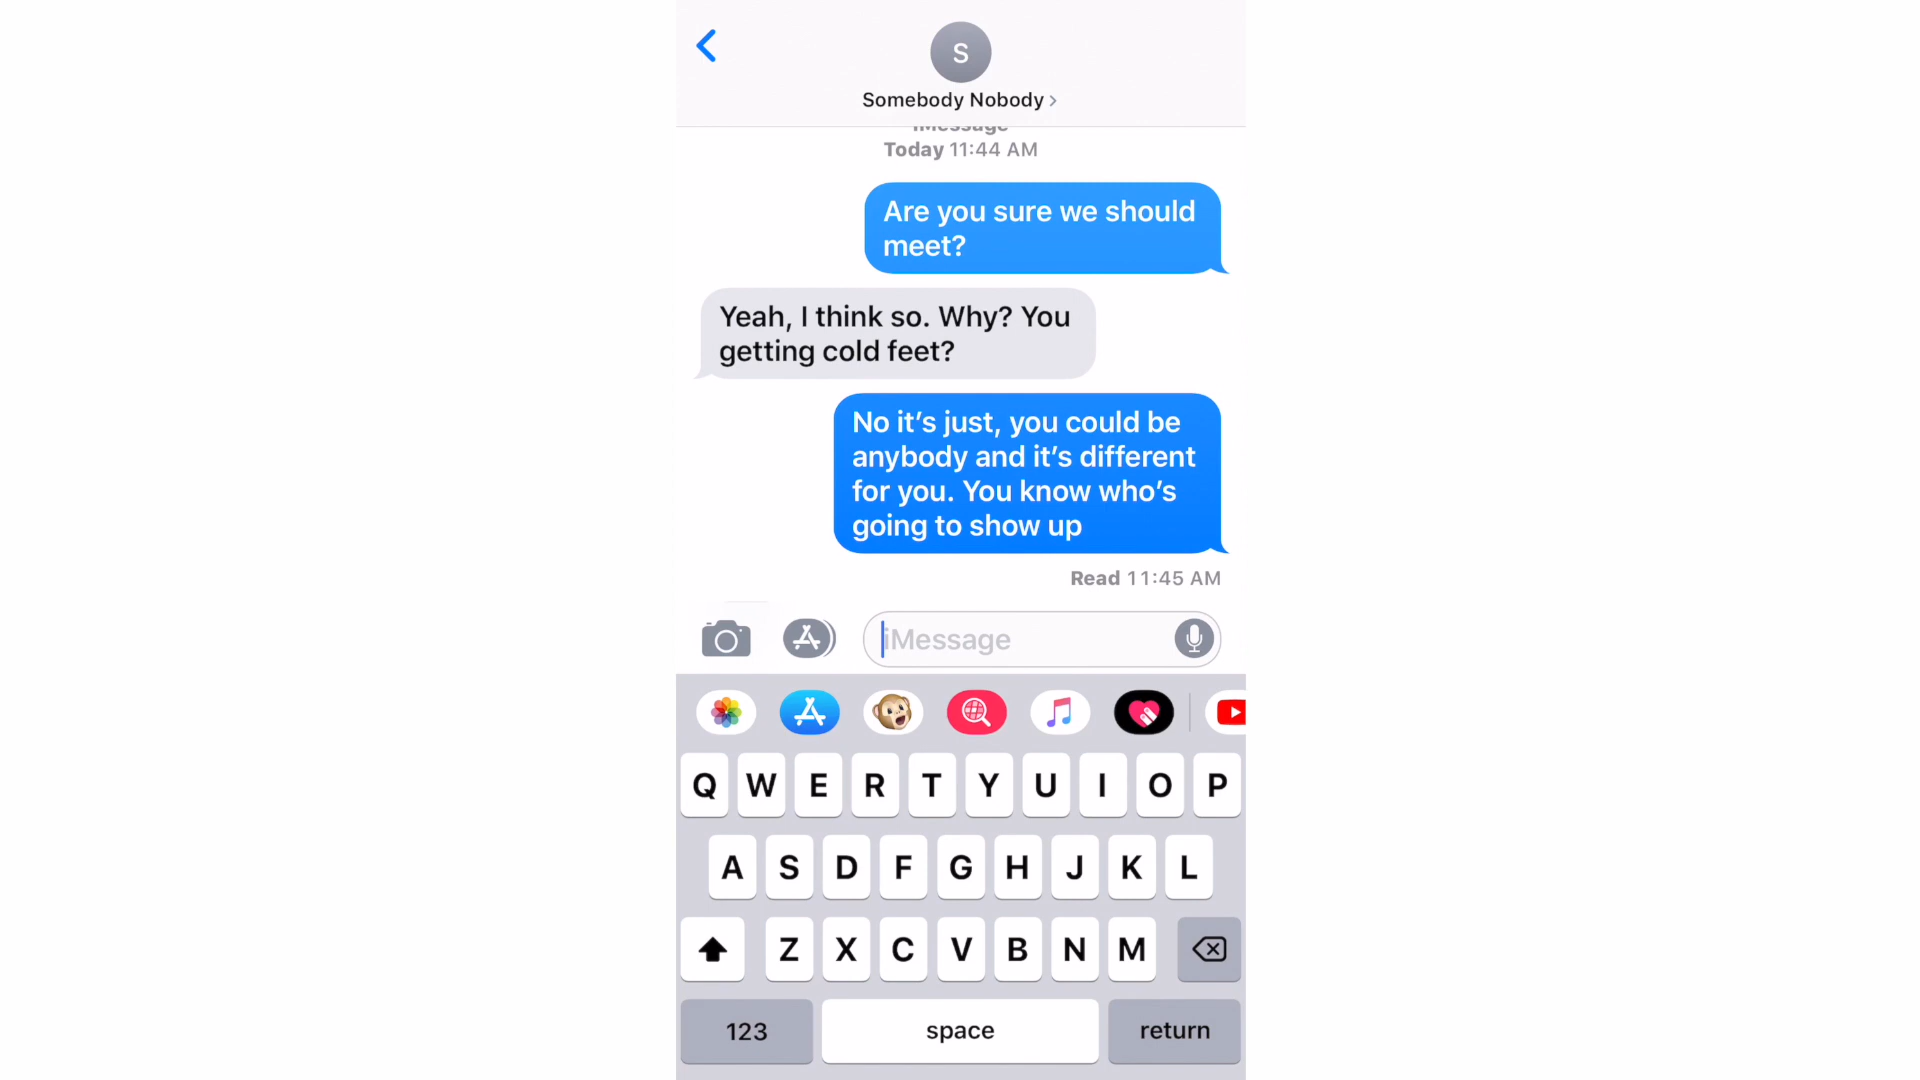 S
Somebody Nobody
iMessage
Today 11:44 AM
Are you sure we should
meet?
Yeah, I think so. Why? You
getting cold feet?
No it’s just, you could be
anybody and it’s different
for you. You know who’s
going to show up
Read 11:45 AM
iMessage
Q W E R T Y U I O P
A S D F G H J K L
Z X C V B N M
123 space return